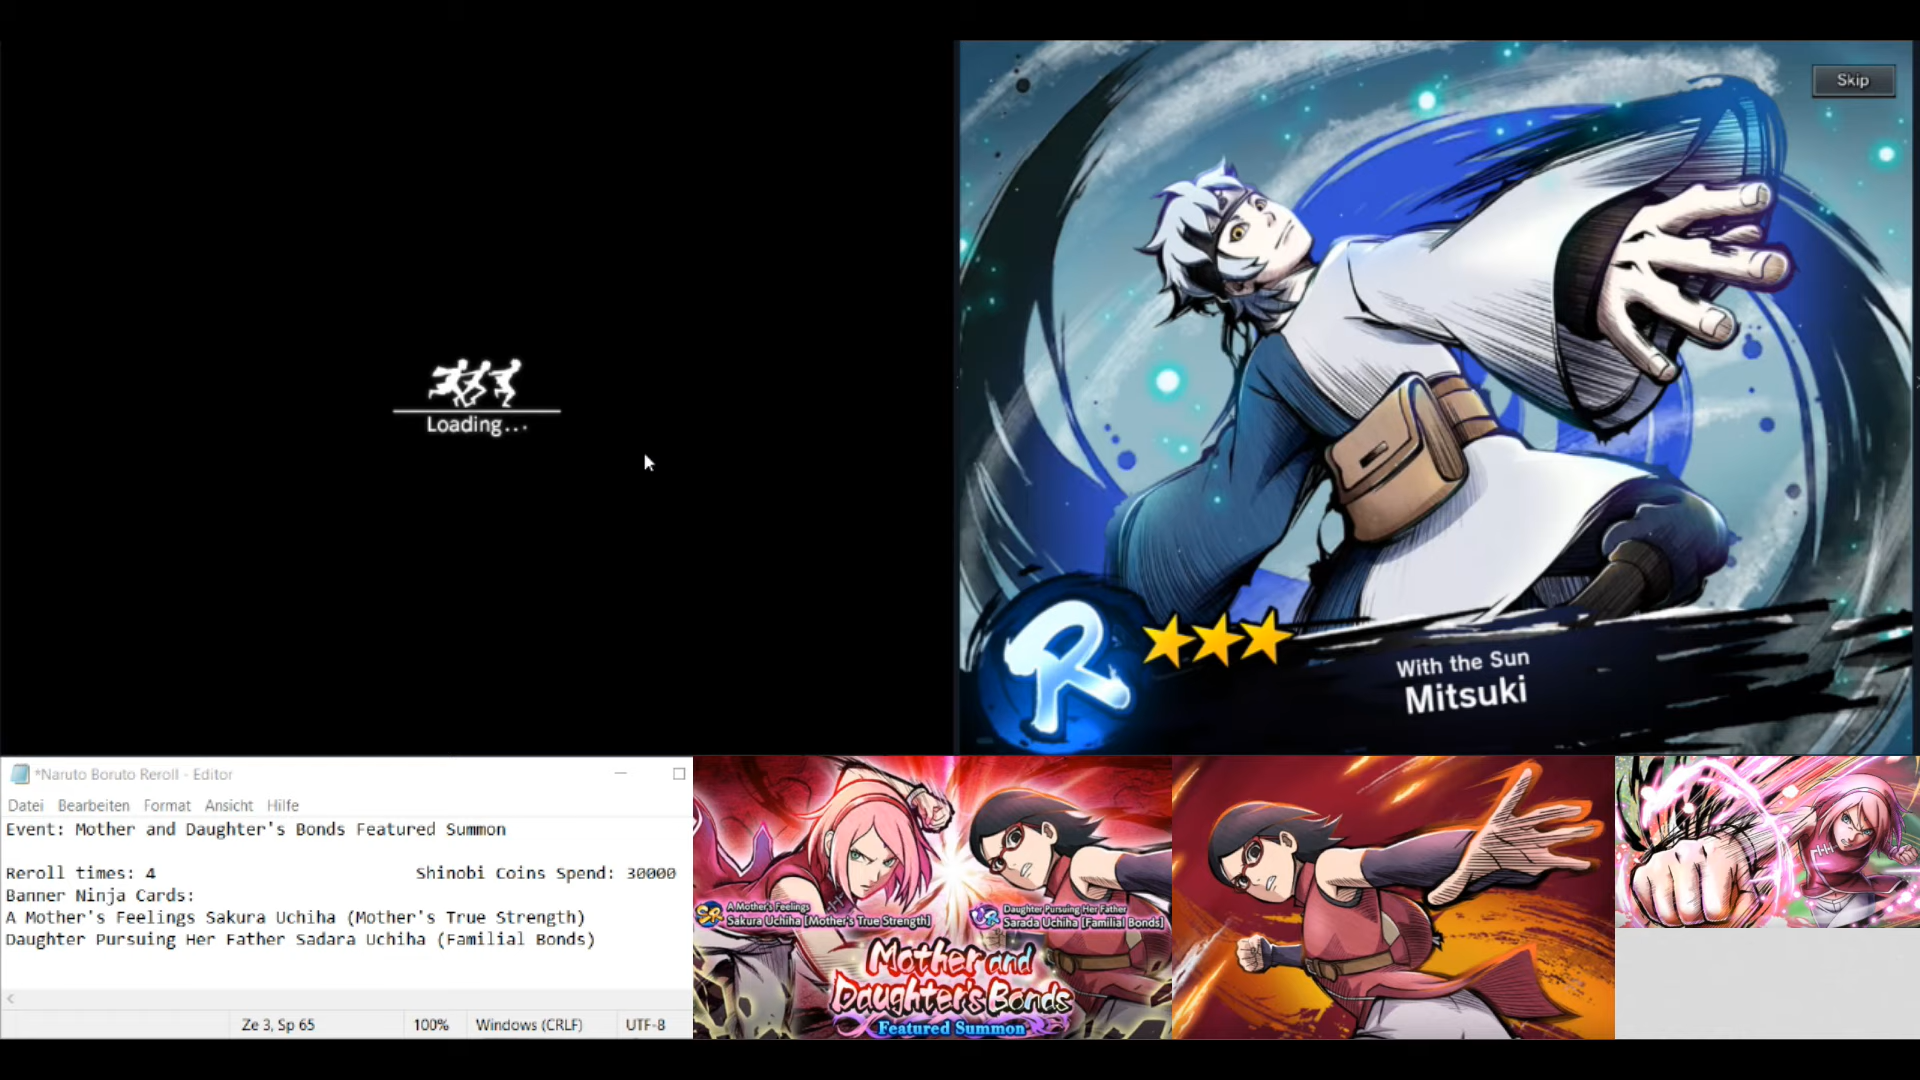 Skip
Loading...
R
With the Sun
Mitsuki
*Naruto Boruto Reroll - Editor
Datei Bearbeiten Format Ansicht Hilfe
Event: Mother and Daughter's Bonds Featured Summon
Reroll times: 4 Shinobi Coins Spend: 30000
Banner Ninja Cards:
A Mother's Feelings Sakura Uchiha (Mother's True Strength)
Daughter Pursuing Her Father Sadara Uchiha (Familial Bonds)
Ze 3, Sp 65 100% Windows (CRLF) UTF-8
A Mother's Feelings
SR Sakura Uchiha [Mother's True Strength]
Daughter Pursuing Her Father
UR Sarada Uchiha [Familial Bonds]
Mother and
Daughter's Bonds
Featured Summon